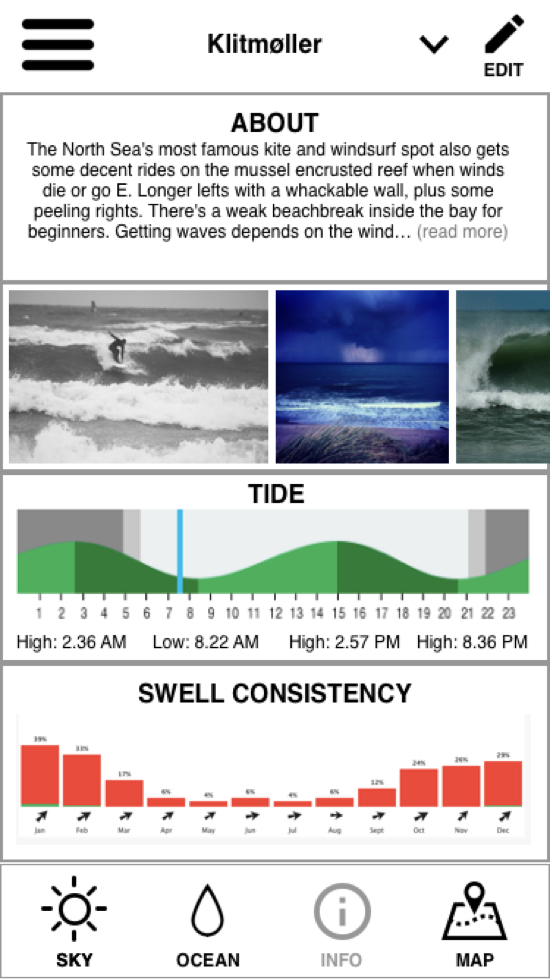 Klitmøller
EDIT
ABOUT
The North Sea's most famous kite and windsurf spot also gets
some decent rides on the mussel encrusted reef when winds
die or go E. Longer lefts with a whackable wall, plus some
peeling rights. There's a weak beachbreak inside the bay for
beginners. Getting waves depends on the wind... (read more)
TIDE
1 2 3 4 5 6 7 8 9 10 11 12 13 14 15 16 17 18 19 20 21 22 23
High: 2.36 AM Low: 8.22 AM High: 2.57 PM High: 8.36 PM
SWELL CONSISTENCY
39% 33% 17% 6% 4% 6% 4% 6% 12% 24% 26% 29%
Jan Feb Mar Apr May Jun Jul Aug Sept Oct Nov Dec
SKY OCEAN INFO MAP